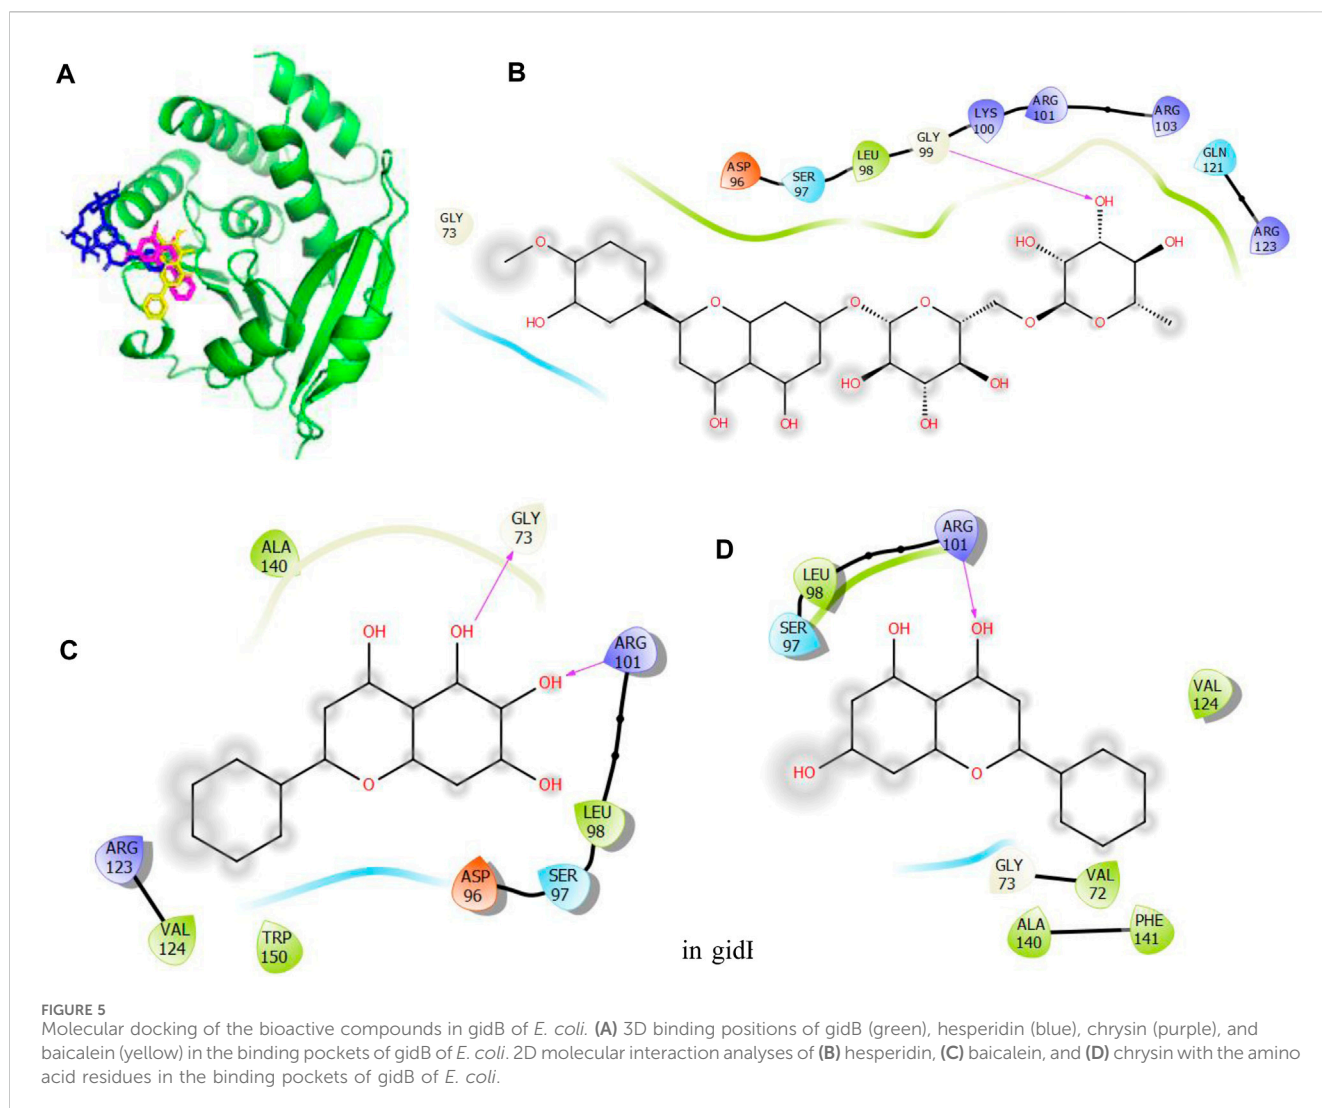 A
B
ASP
96
SER
97
LEU
98
GLY
99
LYS
100
ARG
101
ARG
103
GLN
121
ARG
123
GLY
73
O
HO
O
OH
OH
O
HO
O
OH
OH
O
HO
OH
O
OH
C
ALA
140
GLY
73
ARG
101
OH
OH
OH
OH
O
LEU
98
SER
97
ASP
96
ARG
123
VAL
124
TRP
150
D
ARG
101
LEU
98
SER
97
OH
OH
HO
O
VAL
124
GLY
73
VAL
72
ALA
140
PHE
141
in gidI
FIGURE 5
Molecular docking of the bioactive compounds in gidB of E. coli. (A) 3D binding positions of gidB (green), hesperidin (blue), chrysin (purple), and
baicalein (yellow) in the binding pockets of gidB of E. coli. 2D molecular interaction analyses of (B) hesperidin, (C) baicalein, and (D) chrysin with the amino
acid residues in the binding pockets of gidB of E. coli.